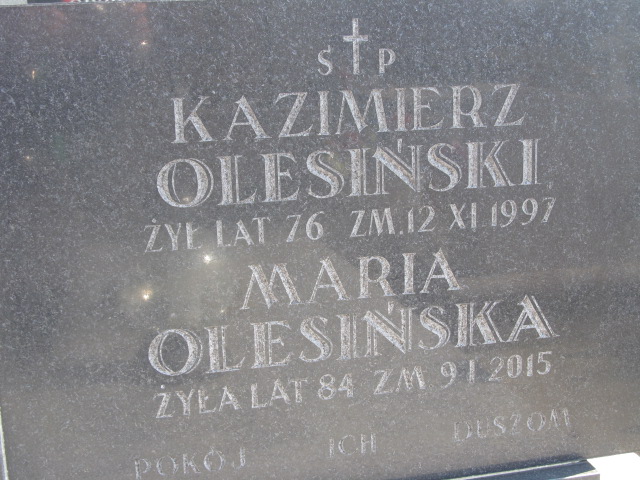 Ś P
KAZIMIERZ
OLESIŃSKI
ŻYŁ LAT 76 ZM. 12 XI 1997
MARIA
OLESIŃSKA
ŻYŁA LAT 84 ZM 9 I 2015
POKÓJ ICH DUSZOM